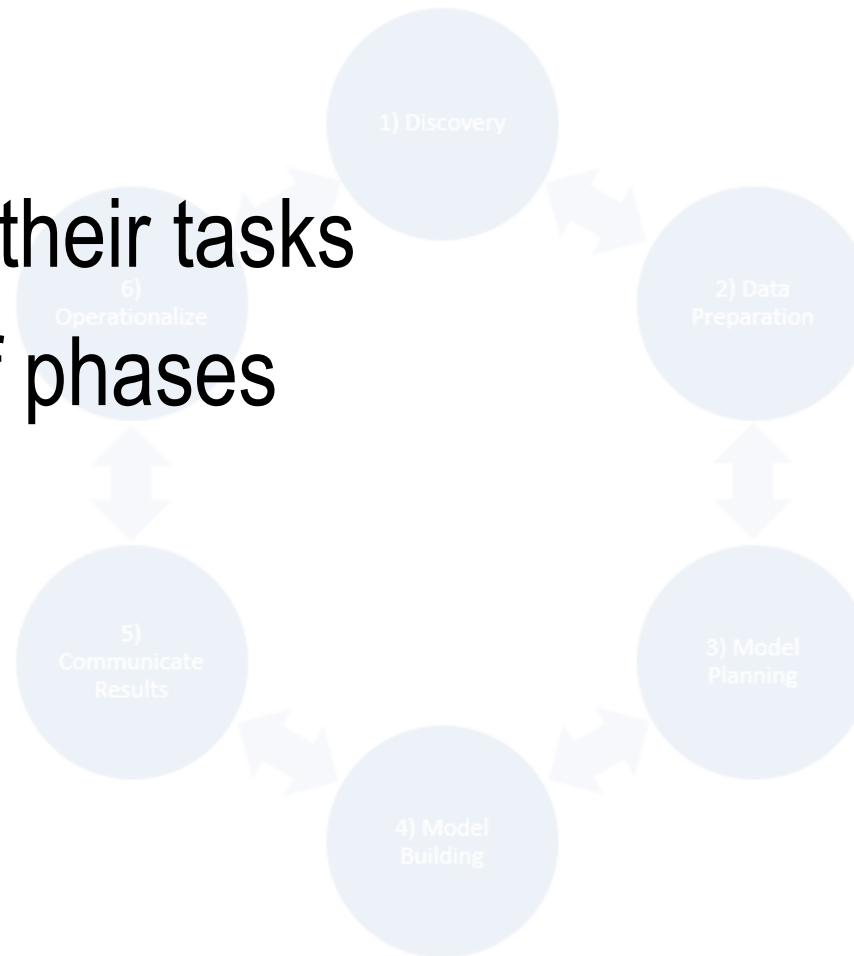 1) Discovery
their tasks
6)
Operationalize
2) Data
Preparation
phases
5)
Communicate
Results
3) Model
Planning
4) Model
Building